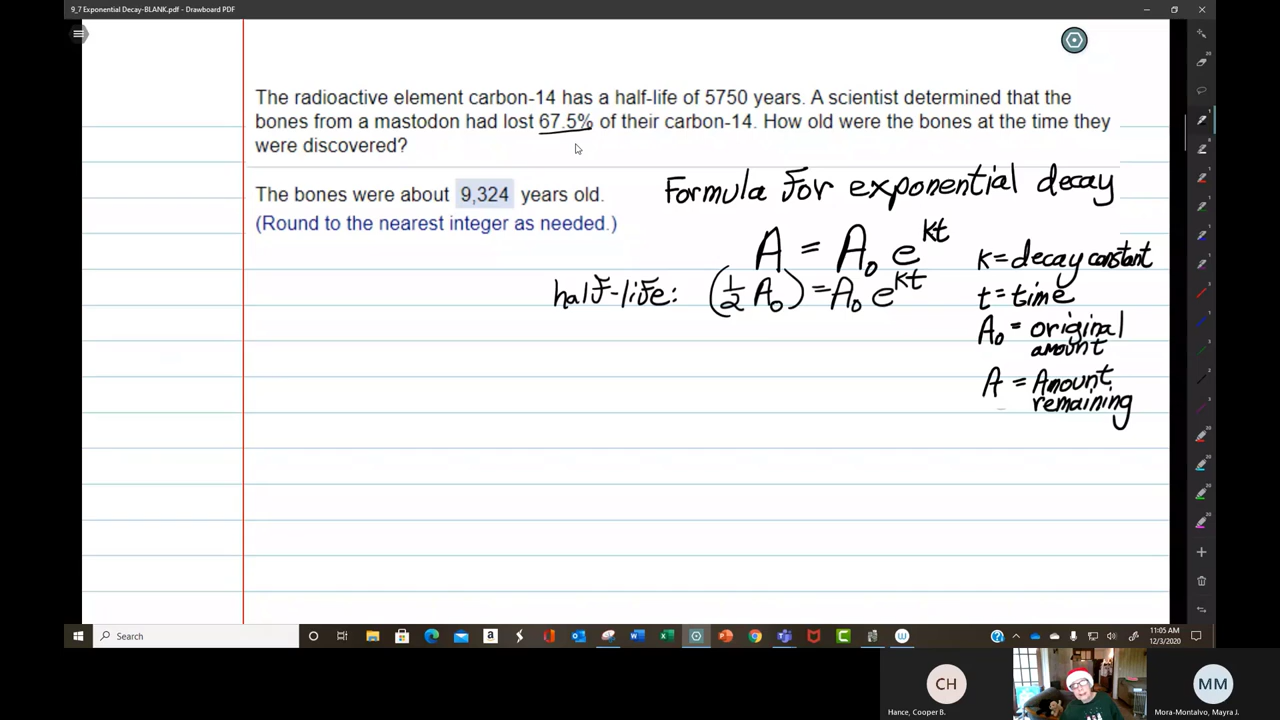 9_7 Exponential Decay-BLANK.pdf - Drawboard PDF
The radioactive element carbon-14 has a half-life of 5750 years. A scientist determined that the
bones from a mastodon had lost 67.5% of their carbon-14. How old were the bones at the time they
were discovered?
The bones were about 9,324 years old.
(Round to the nearest integer as needed.)
Formula for exponential decay
A = A₀ e^kt
half-life: (1/2 A₀) = A₀ e^kt
k = decay constant
t = time
A₀ = original
amount
A = Amount
remaining
Search
11:05 AM
12/3/2020
CH
MM
Hance, Cooper B.
Mora-Montalvo, Mayra J.